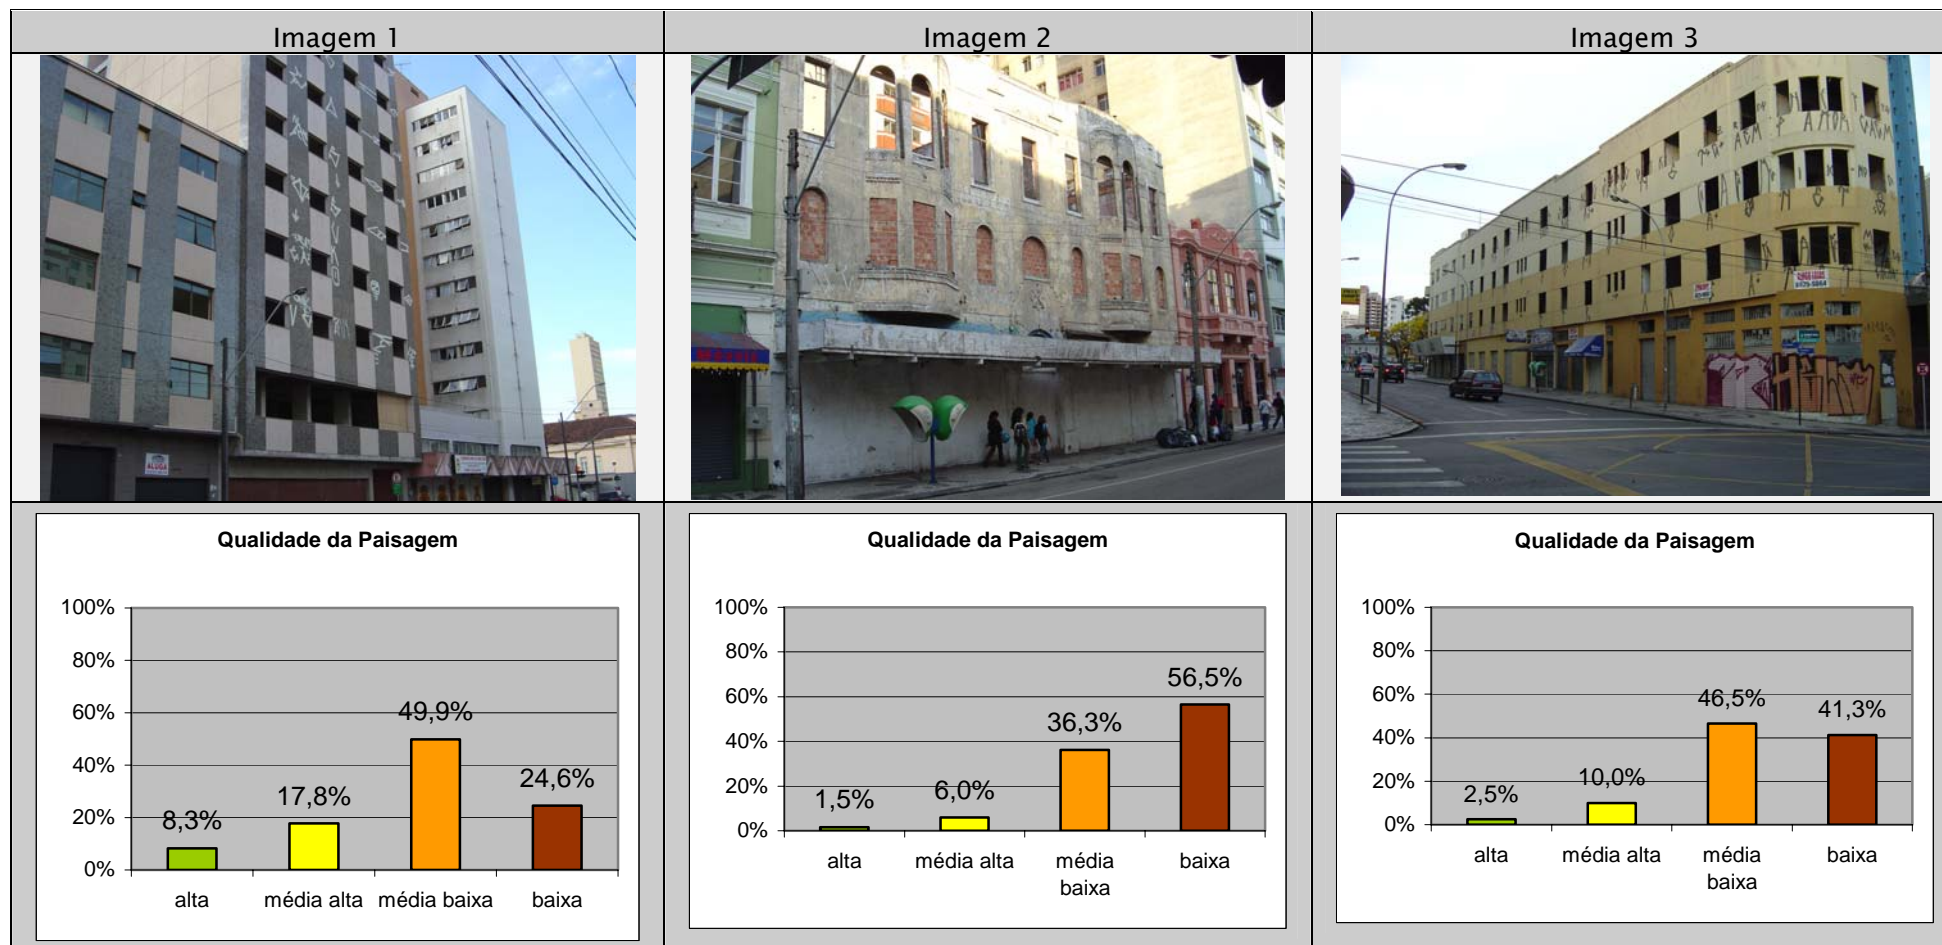 Imagem 1
Imagem 2
Imagem 3
ALUGA
Qualidade da Paisagem
100%
80%
60%
40%
20%
0%
8,3%
17,8%
49,9%
24,6%
alta
média alta
média baixa
baixa
Qualidade da Paisagem
100%
80%
60%
40%
20%
0%
1,5%
6,0%
36,3%
56,5%
alta
média alta
média
baixa
baixa
Qualidade da Paisagem
100%
80%
60%
40%
20%
0%
2,5%
10,0%
46,5%
41,3%
alta
média alta
média
baixa
baixa